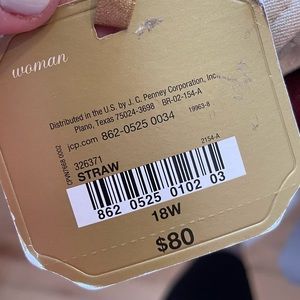 woman
Distributed in the U.S. by J. C. Penney Corporation, Inc.
Plano, Texas 75024-3698 BR-02-154-A
jcp.com 862-0525 0034 19963-8
326371 2154-A
STRAW
862 0525 0102 03
18W
$80